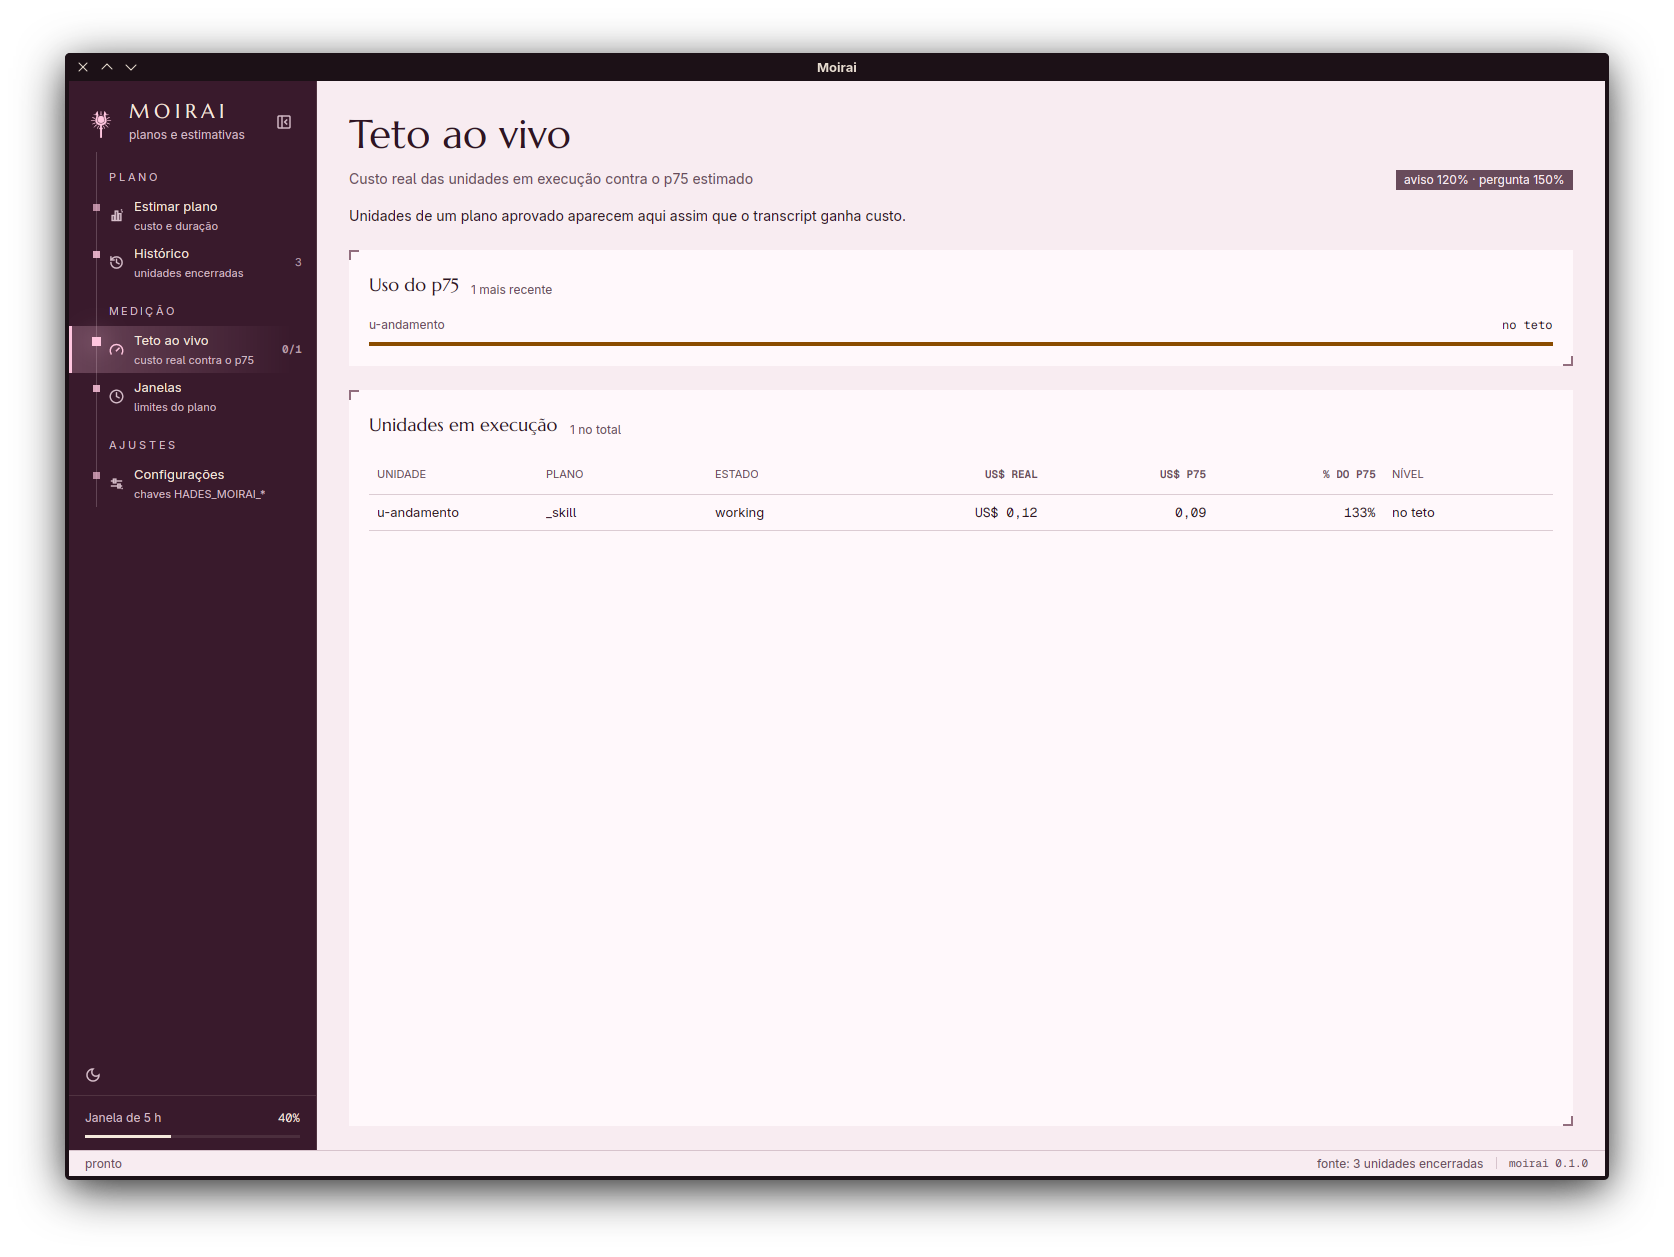 Moirai
MOIRAI
planos e estimativas
PLANO
Estimar plano
custo e duração
Histórico
unidades encerradas
3
MEDIÇÃO
Teto ao vivo
custo real contra o p75
0/1
Janelas
limites do plano
AJUSTES
Configurações
chaves HADES_MOIRAI_*
Janela de 5 h
40%
Teto ao vivo
Custo real das unidades em execução contra o p75 estimado
aviso 120% · pergunta 150%
Unidades de um plano aprovado aparecem aqui assim que o transcript ganha custo.
Uso do p75 1 mais recente
u-andamento no teto
Unidades em execução 1 no total
UNIDADE PLANO ESTADO US$ REAL US$ P75 % DO P75 NÍVEL
u-andamento _skill working US$ 0,12 0,09 133% no teto
pronto
fonte: 3 unidades encerradas
moirai 0.1.0